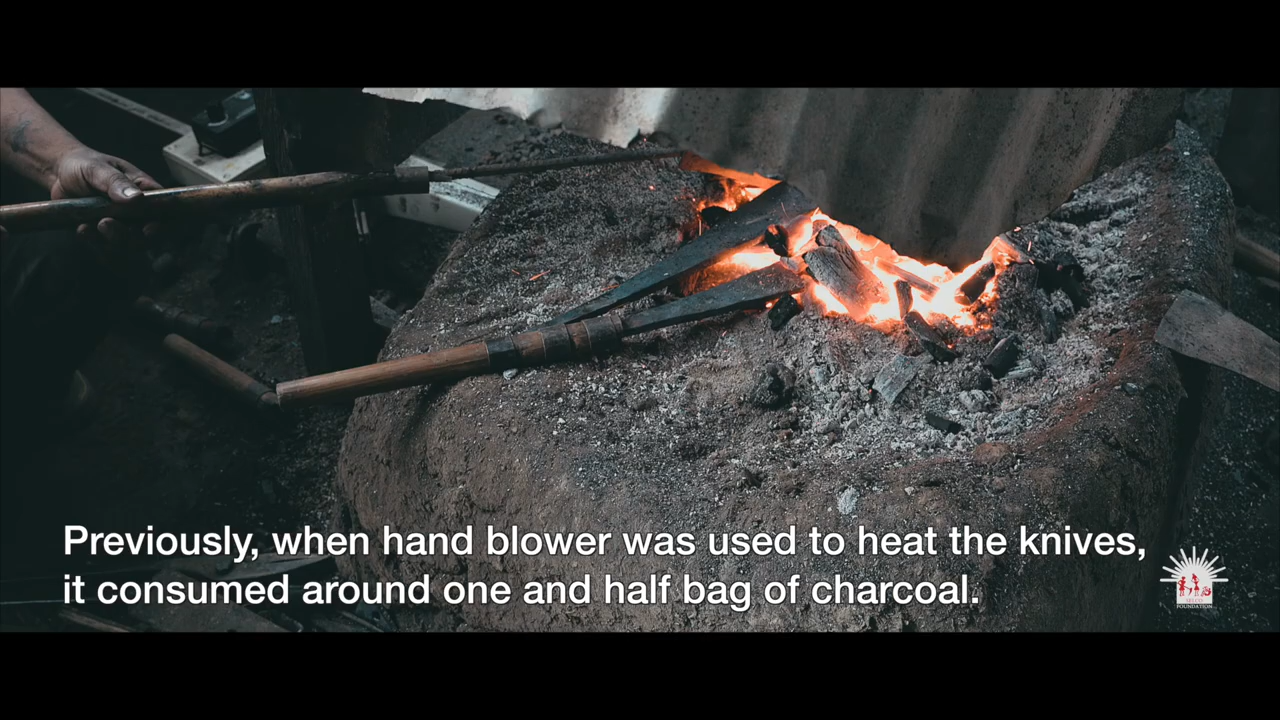 Previously, when hand blower was used to heat the knives,
it consumed around one and half bag of charcoal.
FOUNDATION